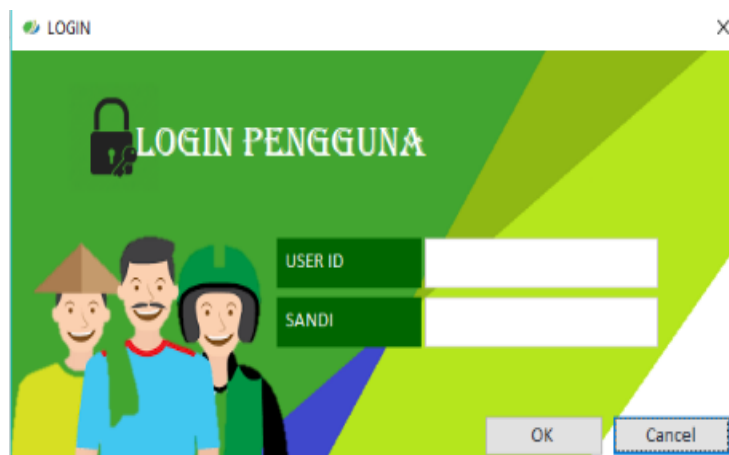 LOGIN
LOGIN PENGGUNA
USER ID
SANDI
OK
Cancel